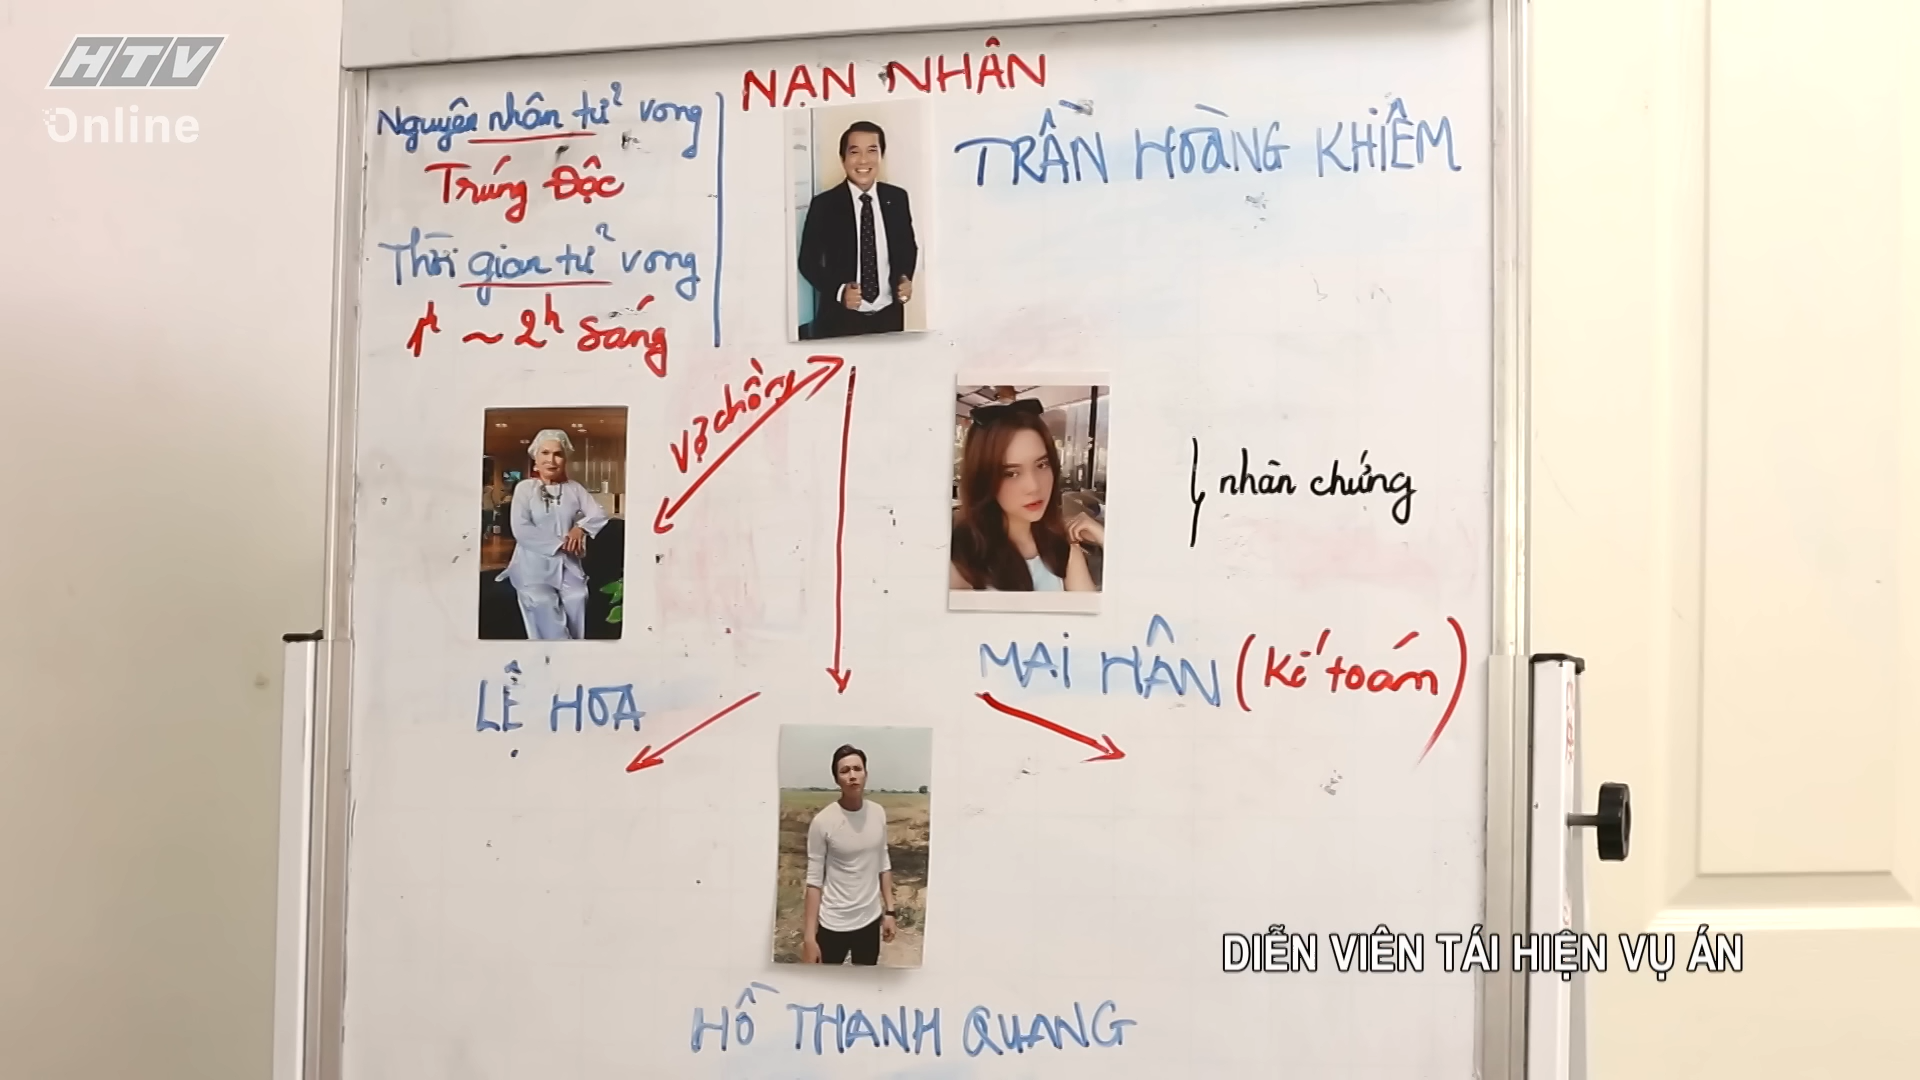 HTV
Online
NẠN NHÂN
Nguyên nhân tử vong
Trúng Độc
Thời gian tử vong
1h ~ 2h sáng
TRẦN HOÀNG KHIÊM
vợ chồng
nhân chứng
LỆ HOA
MAI HÂN (kế toán)
HỒ THANH QUANG
DIỄN VIÊN TÁI HIỆN VỤ ÁN